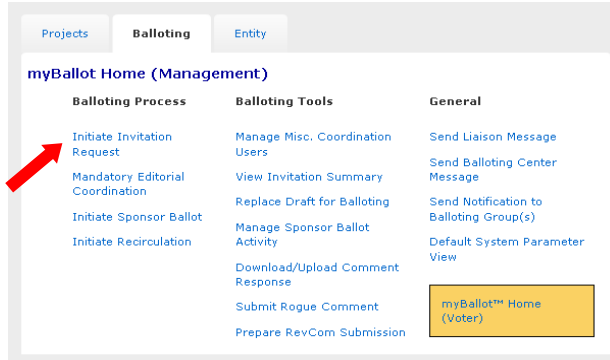 Projects
Balloting
Entity
myBallot Home (Management)
Balloting Process
Initiate Invitation
Request
Mandatory Editorial
Coordination
Initiate Sponsor Ballot
Initiate Recirculation
Balloting Tools
Manage Misc. Coordination
Users
View Invitation Summary
Replace Draft for Balloting
Manage Sponsor Ballot
Activity
Download/Upload Comment
Response
Submit Rogue Comment
Prepare RevCom Submission
General
Send Liaison Message
Send Balloting Center
Message
Send Notification to
Balloting Group(s)
Default System Parameter
View
myBallot™ Home
(Voter)